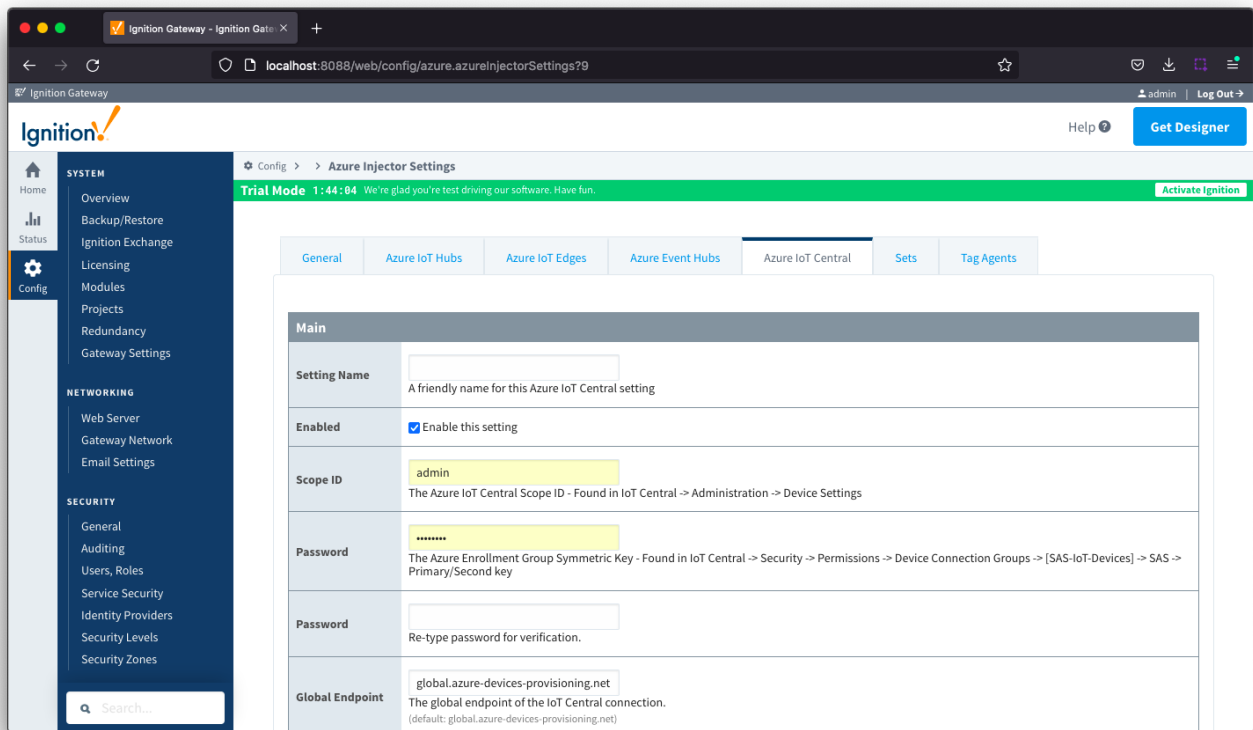 Ignition Gateway - Ignition Gate
localhost:8088/web/config/azure.azureInjectorSettings?9
Ignition Gateway
admin | Log Out
Ignition!
Help
Get Designer
Home
Status
Config
SYSTEM
Overview
Backup/Restore
Ignition Exchange
Licensing
Modules
Projects
Redundancy
Gateway Settings
NETWORKING
Web Server
Gateway Network
Email Settings
SECURITY
General
Auditing
Users, Roles
Service Security
Identity Providers
Security Levels
Security Zones
Search...
Config > > Azure Injector Settings
Trial Mode 1:44:04 We're glad you're test driving our software. Have fun.
Activate Ignition
General
Azure IoT Hubs
Azure IoT Edges
Azure Event Hubs
Azure IoT Central
Sets
Tag Agents
Main
Setting Name
A friendly name for this Azure IoT Central setting
Enabled
Enable this setting
Scope ID
admin
The Azure IoT Central Scope ID - Found in IoT Central -> Administration -> Device Settings
Password
••••••••
The Azure Enrollment Group Symmetric Key - Found in IoT Central -> Security -> Permissions -> Device Connection Groups -> [SAS-IoT-Devices] -> SAS ->
Primary/Second key
Password
Re-type password for verification.
Global Endpoint
global.azure-devices-provisioning.net
The global endpoint of the IoT Central connection.
(default: global.azure-devices-provisioning.net)